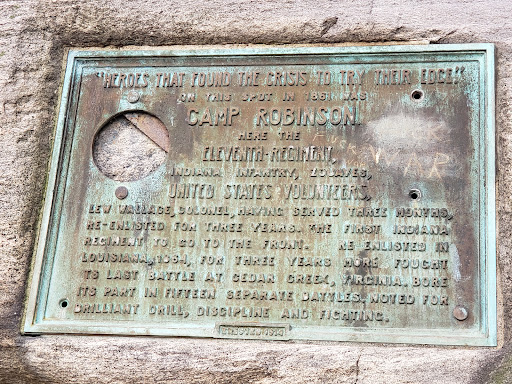 "HEROES THAT FOUND THE CRISIS TO TRY THEIR EDGE."
ON THIS SPOT IN 1861 WAS
CAMP ROBINSON.
HERE THE
ELEVENTH-REGIMENT,
INDIANA INFANTRY, ZOUAVES,
UNITED STATES VOLUNTEERS,
LEW WALLACE, COLONEL, HAVING SERVED THREE MONTHS,
RE-ENLISTED FOR THREE YEARS. THE FIRST INDIANA
REGIMENT TO GO TO THE FRONT. RE ENLISTED IN
LOUISIANA, 1864, FOR THREE YEARS MORE. FOUGHT
ITS LAST BATTLE AT CEDAR CREEK, VIRGINIA. BORE
ITS PART IN FIFTEEN SEPARATE BATTLES. NOTED FOR
BRILLIANT DRILL, DISCIPLINE AND FIGHTING.